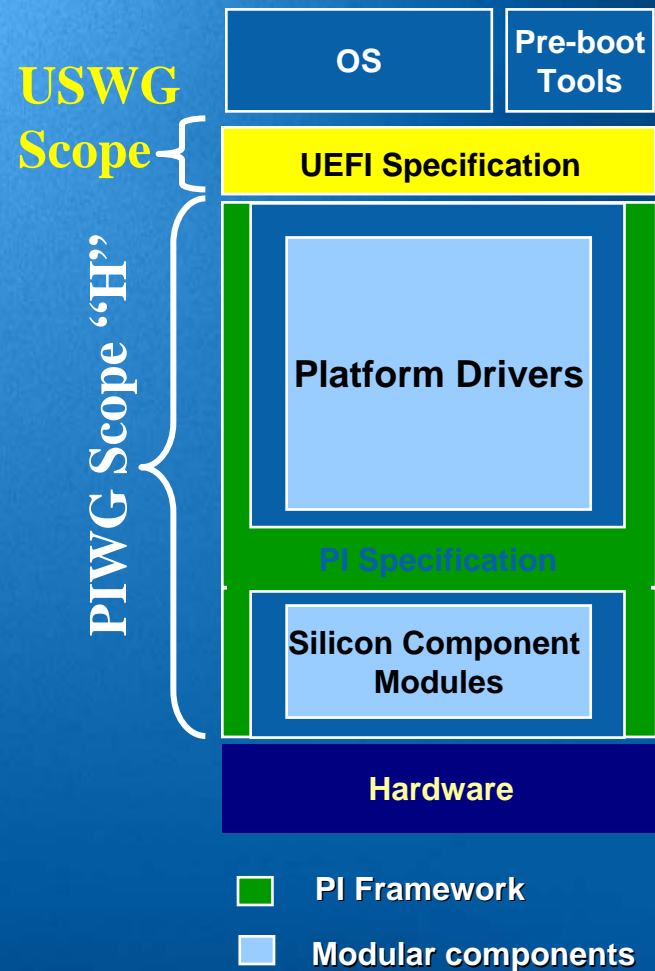 OS
Pre-boot
Tools
USWG
Scope
UEFI Specification
PIWG Scope “H”
Platform Drivers
PI Specification
Silicon Component
Modules
Hardware
PI Framework
Modular components